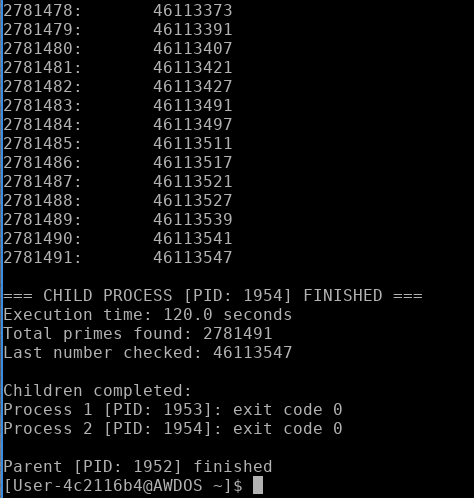 2781478:       46113373
2781479:       46113391
2781480:       46113407
2781481:       46113421
2781482:       46113427
2781483:       46113491
2781484:       46113497
2781485:       46113511
2781486:       46113517
2781487:       46113521
2781488:       46113527
2781489:       46113539
2781490:       46113541
2781491:       46113547

=== CHILD PROCESS [PID: 1954] FINISHED ===
Execution time: 120.0 seconds
Total primes found: 2781491
Last number checked: 46113547

Children completed:
Process 1 [PID: 1953]: exit code 0
Process 2 [PID: 1954]: exit code 0

Parent [PID: 1952] finished
[User-4c2116b4@AWDOS ~]$